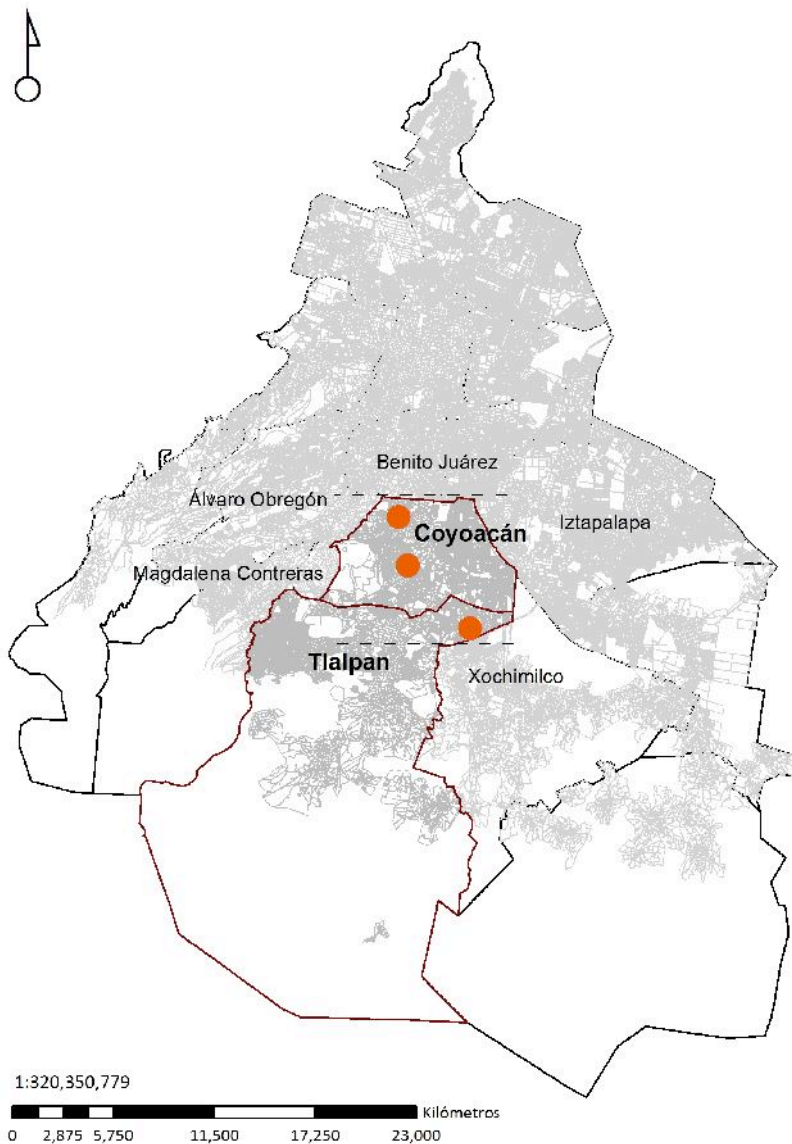 Benito Juárez
Álvaro Obregón
Iztapalapa
Coyoacán
Magdalena Contreras
Tlalpan
Xochimilco
1:320,350,779
Kilómetros
0 2,875 5,750 11,500 17,250 23,000